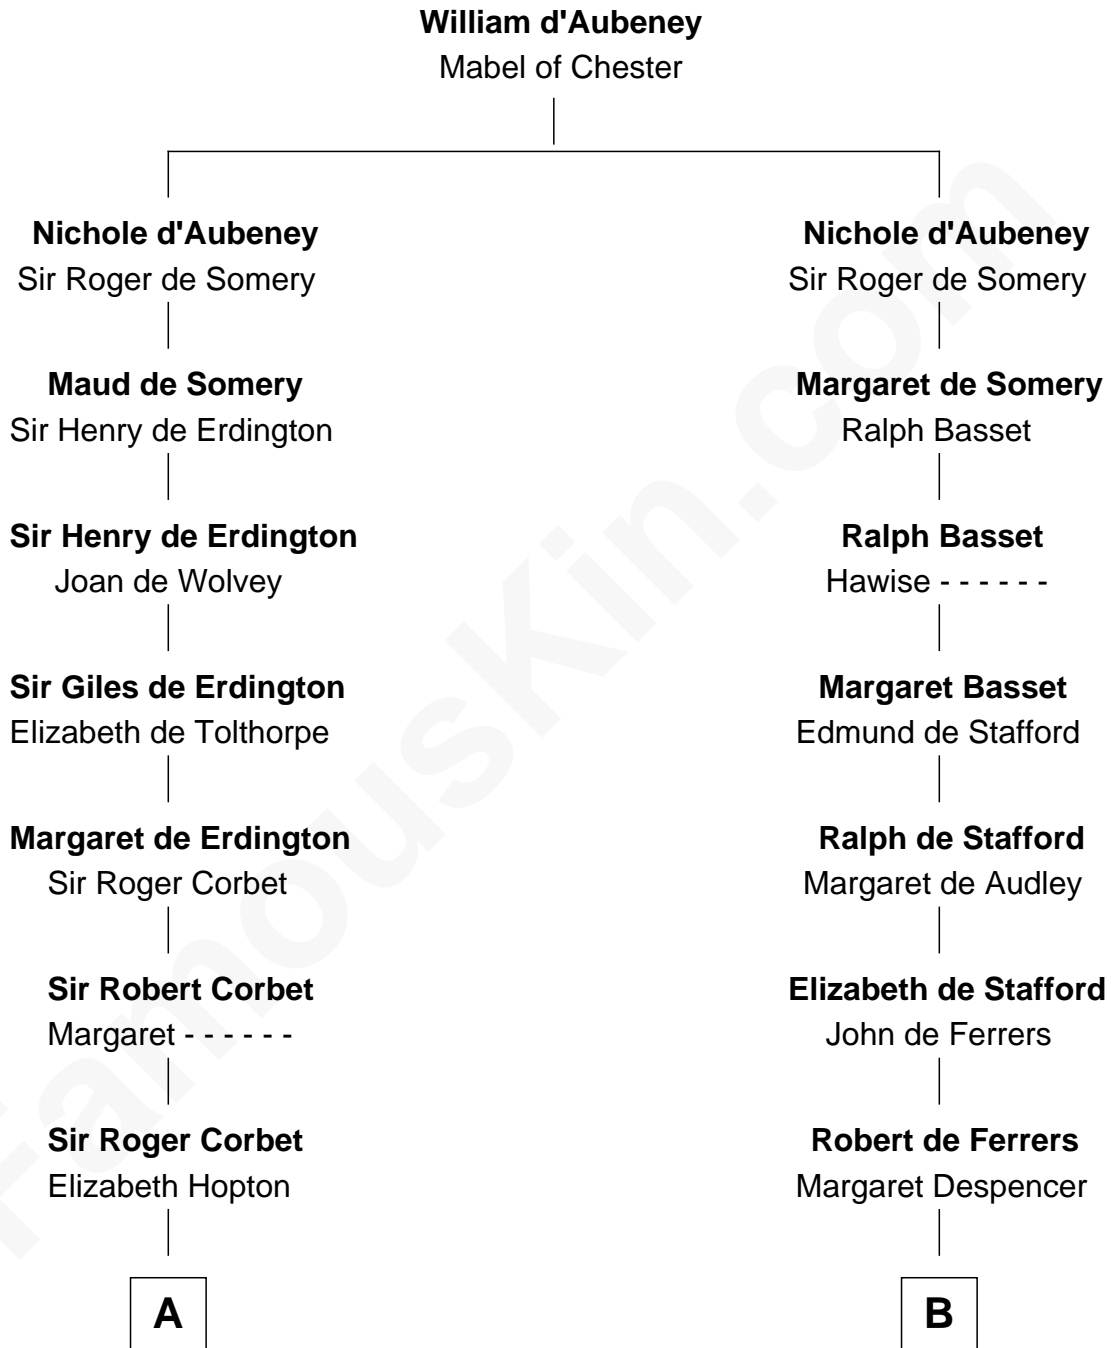 William d'Aubeney
Mabel of Chester
Nichole d'Aubeney
Sir Roger de Somery
Nichole d'Aubeney
Sir Roger de Somery
Maud de Somery
Sir Henry de Erdington
Margaret de Somery
Ralph Basset
Sir Henry de Erdington
Joan de Wolvey
Ralph Basset
Hawise - - - - - -
Sir Giles de Erdington
Elizabeth de Tolthorpe
Margaret Basset
Edmund de Stafford
Margaret de Erdington
Sir Roger Corbet
Ralph de Stafford
Margaret de Audley
Sir Robert Corbet
Margaret - - - - - -
Elizabeth de Stafford
John de Ferrers
Sir Roger Corbet
Elizabeth Hopton
Robert de Ferrers
Margaret Despencer
A
B
FamousKin.com